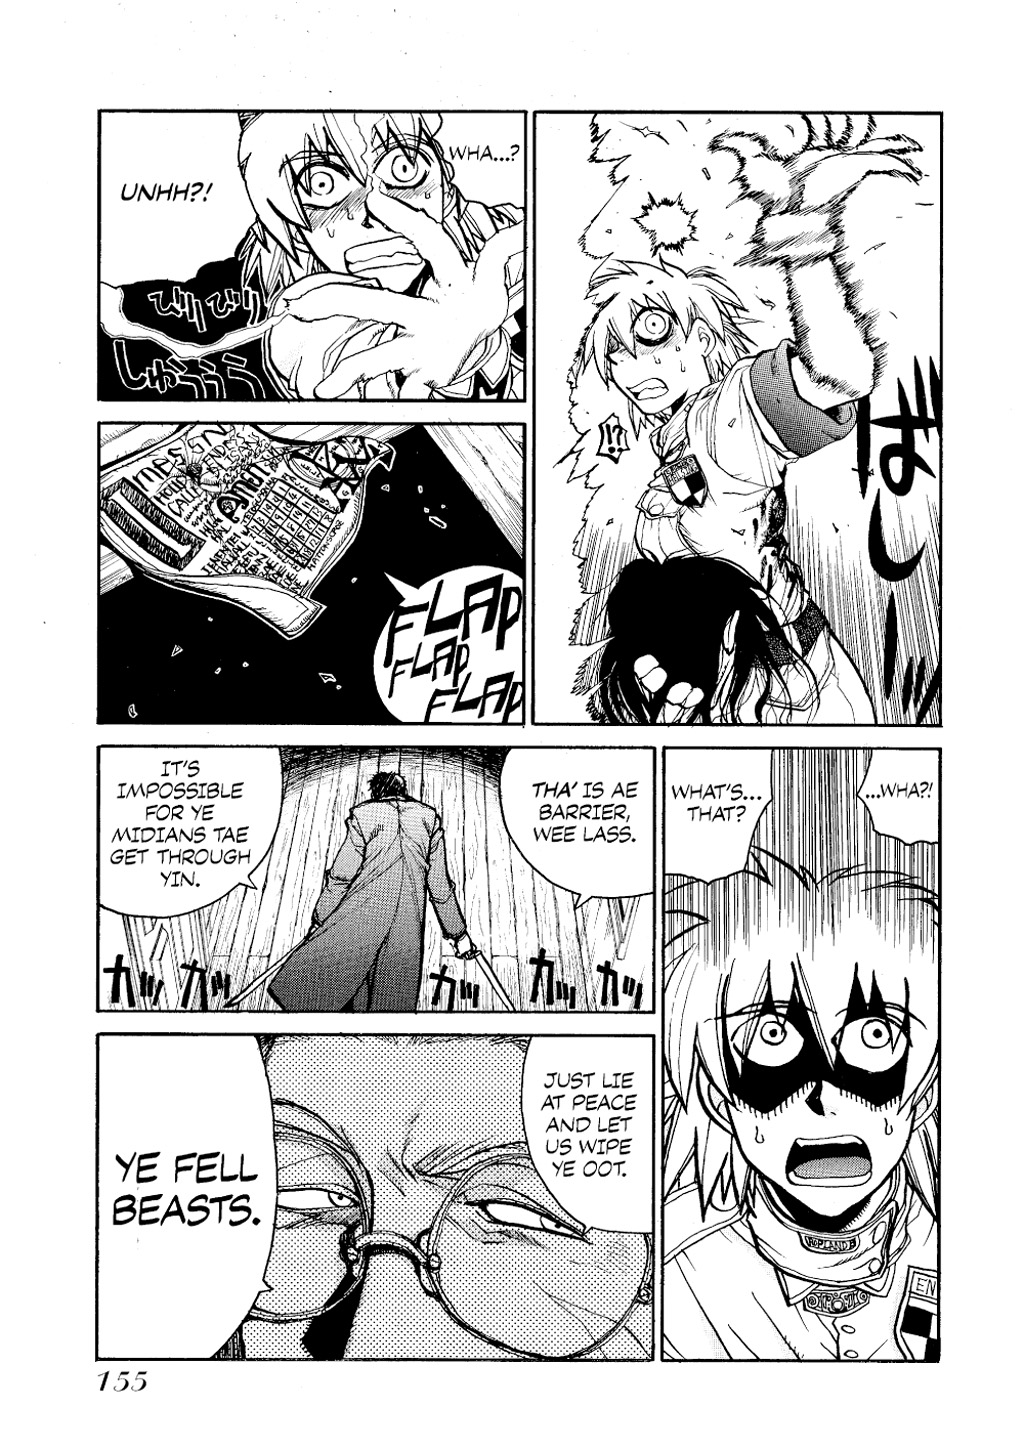 WHA...?
UNHH?!
びりびり
しゅううう
!?
ばしーッ
FLAP
FLAP
FLAP
...WHA?!
WHAT'S...
THAT?
THA' IS AE
BARRIER,
WEE LASS.
IT'S
IMPOSSIBLE
FOR YE
MIDIANS TAE
GET THROUGH
YIN.
カッ カッ カッ カッ カッ
JUST LIE
AT PEACE
AND LET
US WIPE
YE OOT.
YE FELL
BEASTS.
EN
155